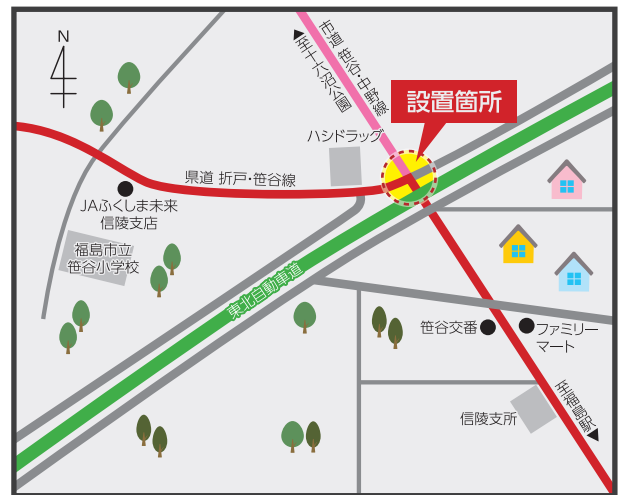 N
至十六沼公園
市道 笹谷・中野線
設置箇所
ハシドラッグ
県道 折戸・笹谷線
JAふくしま未来
信陵支店
福島市立
笹谷小学校
東北自動車道
笹谷交番
ファミリー
マート
信陵支所
至福島駅